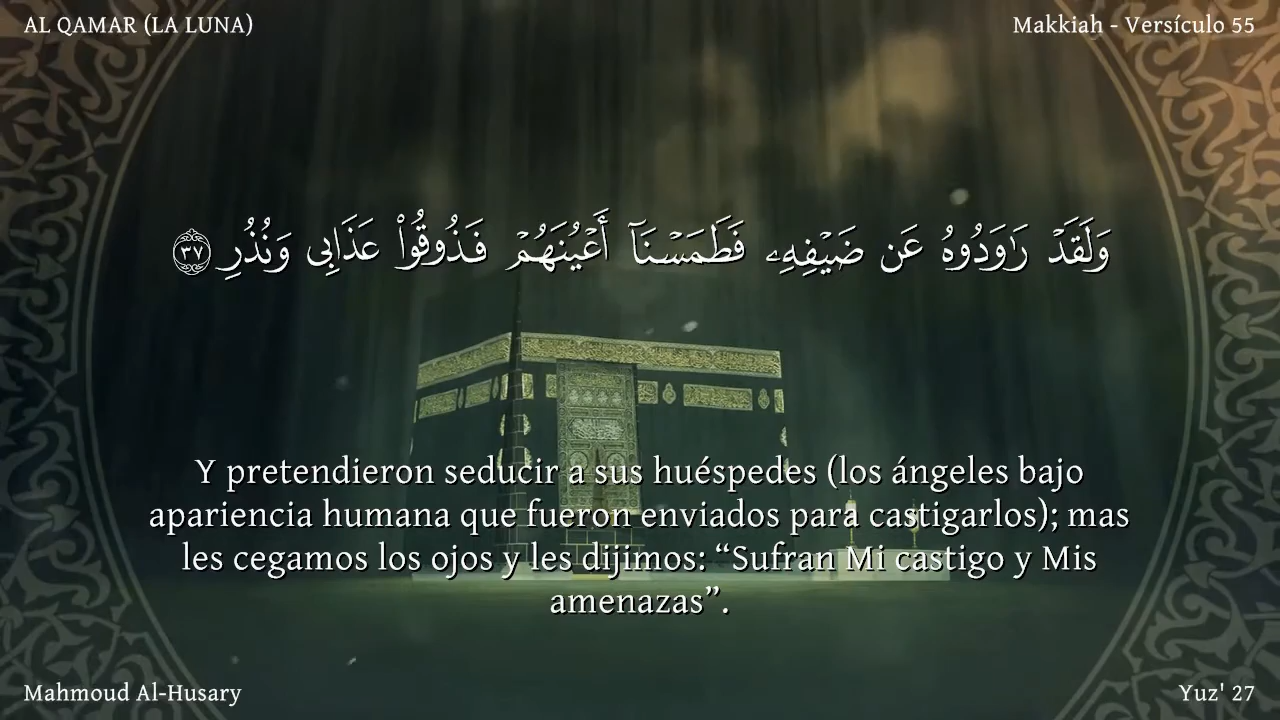 AL QAMAR (LA LUNA)
Makkiah - Versículo 55
وَلَقَدْ رَٰوَدُوهُ عَن ضَيْفِهِۦ فَطَمَسْنَآ أَعْيُنَهُمْ فَذُوقُوا۟ عَذَابِى وَنُذُرِ ٣٧
Y pretendieron seducir a sus huéspedes (los ángeles bajo
apariencia humana que fueron enviados para castigarlos); mas
les cegamos los ojos y les dijimos: “Sufran Mi castigo y Mis
amenazas”.
Mahmoud Al-Husary
Yuz' 27